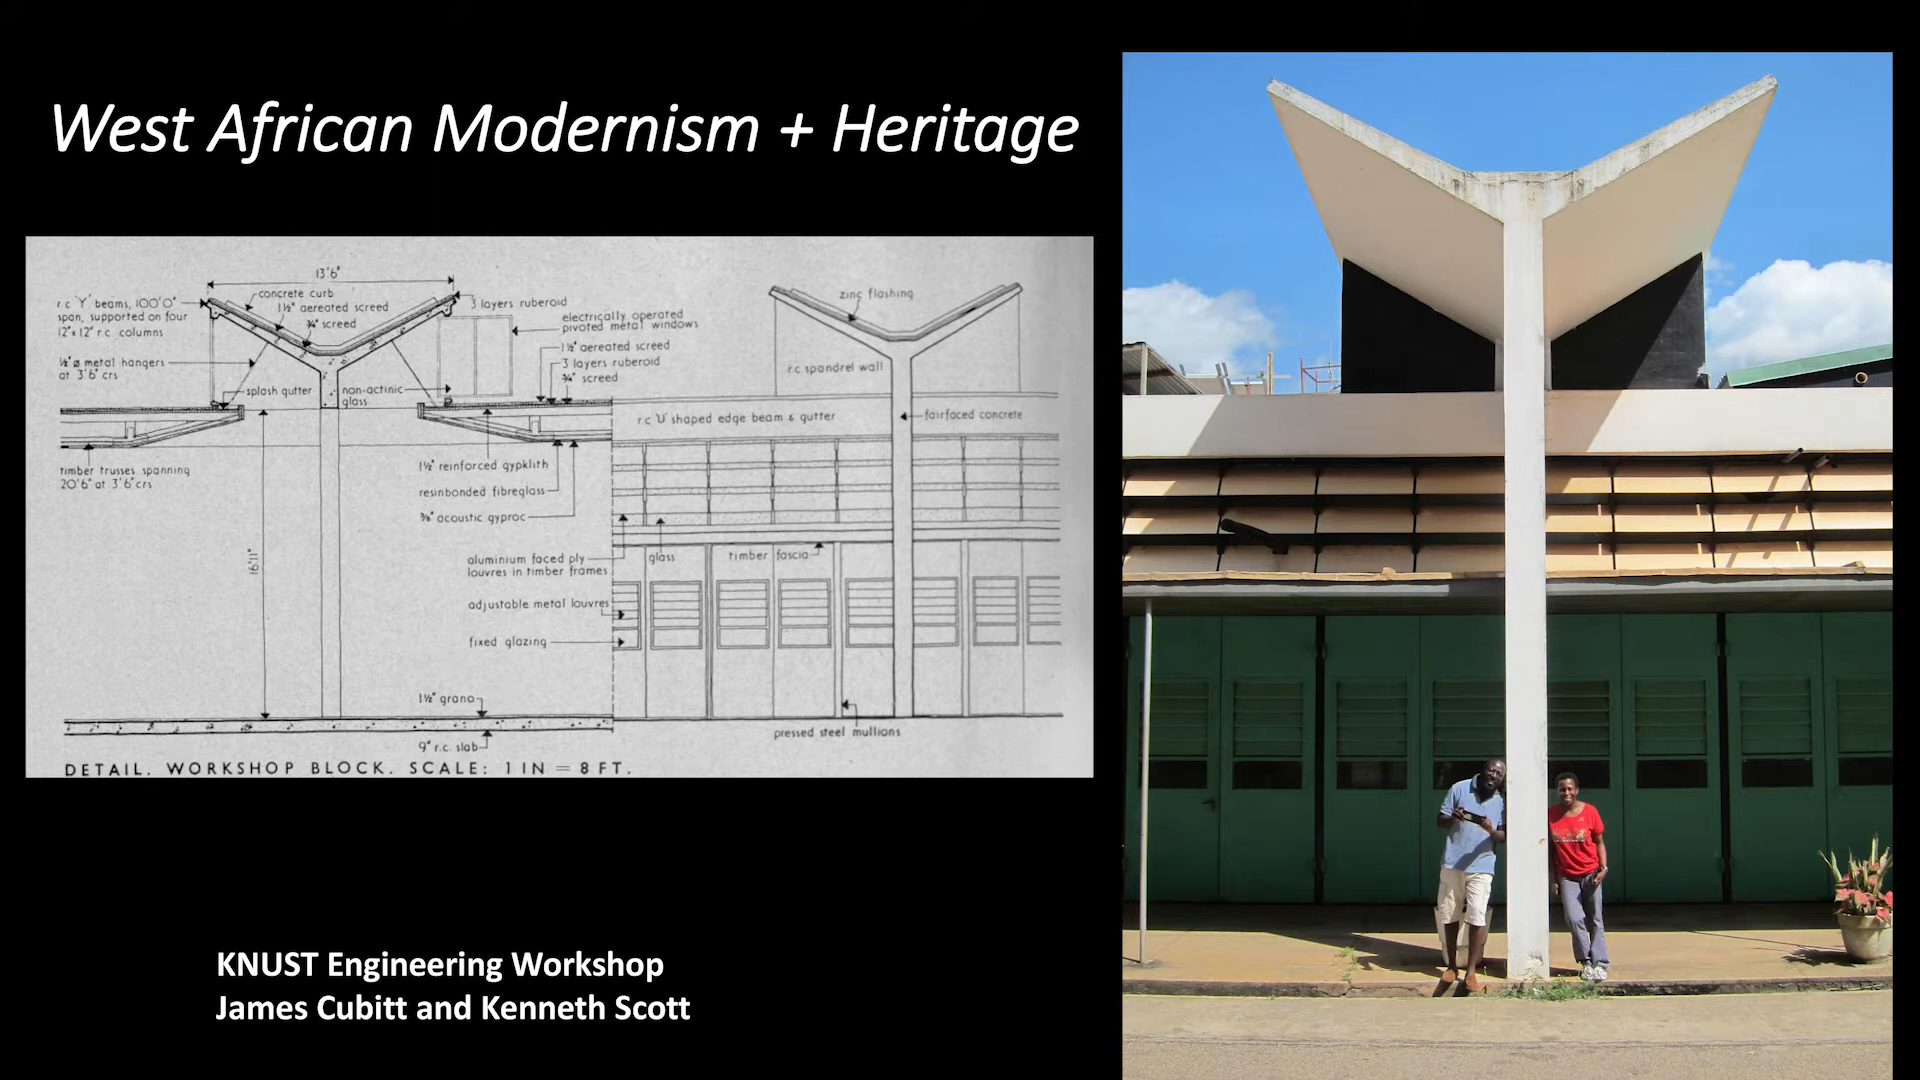 West African Modernism + Heritage
13'6"
r c 'Y' beams, 100'0"
span, supported on four
12"x 12" r.c columns
concrete curb
1½" aereated screed
¾" screed
3 layers ruberoid
electrically operated
pivoted metal windows
1½" aereated screed
3 layers ruberoid
¾" screed
½" ø metal hangers
at 3'6" crs
splash gutter
non-actinic
glass
zinc flashing
r.c spandrel wall
r c 'U' shaped edge beam & gutter
fairfaced concrete
timber trusses spanning
20'6" at 3'6" crs
1½" reinforced gypklith
resinbonded fibreglass
⅜" acoustic gyproc
16'11"
aluminium faced ply
louvres in timber frames
glass
timber fascia
adjustable metal louvres
fixed glazing
1½" grano
9" r.c. slab
pressed steel mullions
DETAIL. WORKSHOP BLOCK. SCALE: 1 IN = 8 FT.
KNUST Engineering Workshop
James Cubitt and Kenneth Scott